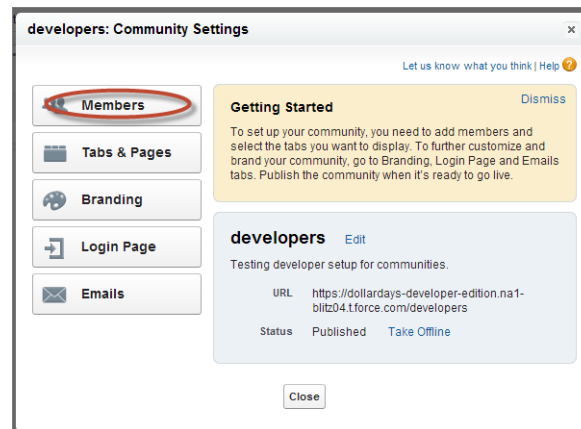 developers: Community Settings
x
Let us know what you think | Help ?
Members
Tabs & Pages
Branding
Login Page
Emails
Getting Started
Dismiss
To set up your community, you need to add members and
select the tabs you want to display. To further customize and
brand your community, go to Branding, Login Page and Emails
tabs. Publish the community when it's ready to go live.
developers Edit
Testing developer setup for communities.
URL https://dollardays-developer-edition.na1-
blitz04.t.force.com/developers
Status Published Take Offline
Close